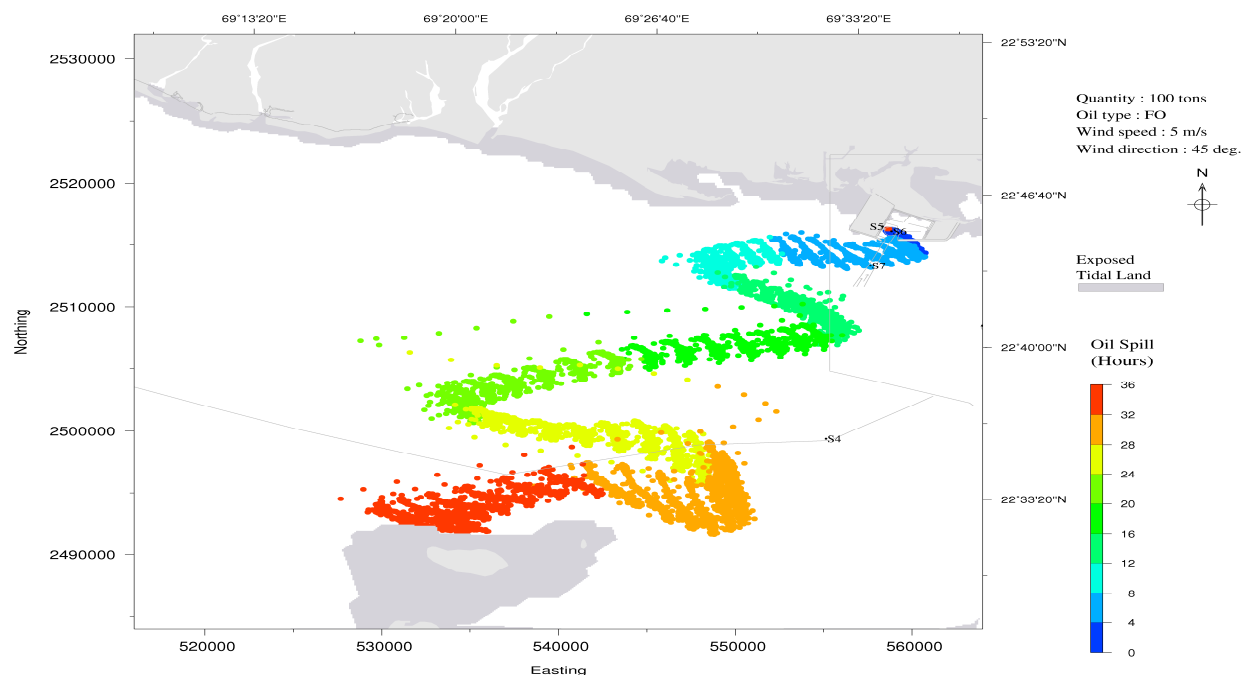 69°13'20"E 69°20'00"E 69°26'40"E 69°33'20"E
2530000
2520000
2510000
2500000
2490000
Northing
22°53'20"N
22°46'40"N
22°40'00"N
22°33'20"N
S5
S6
S7
S4
520000 530000 540000 550000 560000
Easting
Quantity : 100 tons
Oil type : FO
Wind speed : 5 m/s
Wind direction : 45 deg.
N
Exposed
Tidal Land
Oil Spill
(Hours)
36
32
28
24
20
16
12
8
4
0